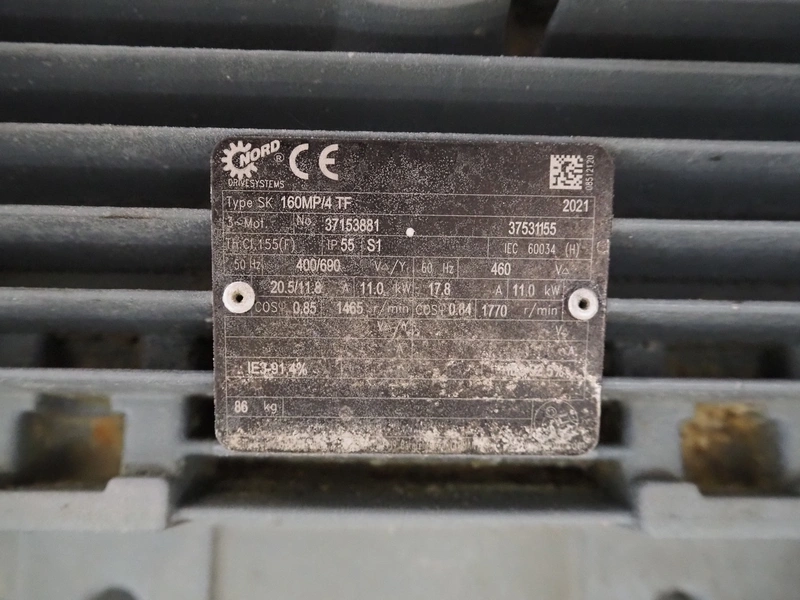 NORD ® CE
DRIVESYSTEMS
08512120
Type SK 160MP/4 TF 2021
3~Mot. No. 37153881 37531155
Th.Cl.155(F) IP 55 S1 IEC 60034 (H)
50 Hz 400/690 V△/Y 60 Hz 460 V△
20.5/11.8 A 11.0 kW 17.8 A 11.0 kW
COSφ 0.85 1465 r/min COSφ 0.84 1770 r/min
IE3-91.4%
86 kg